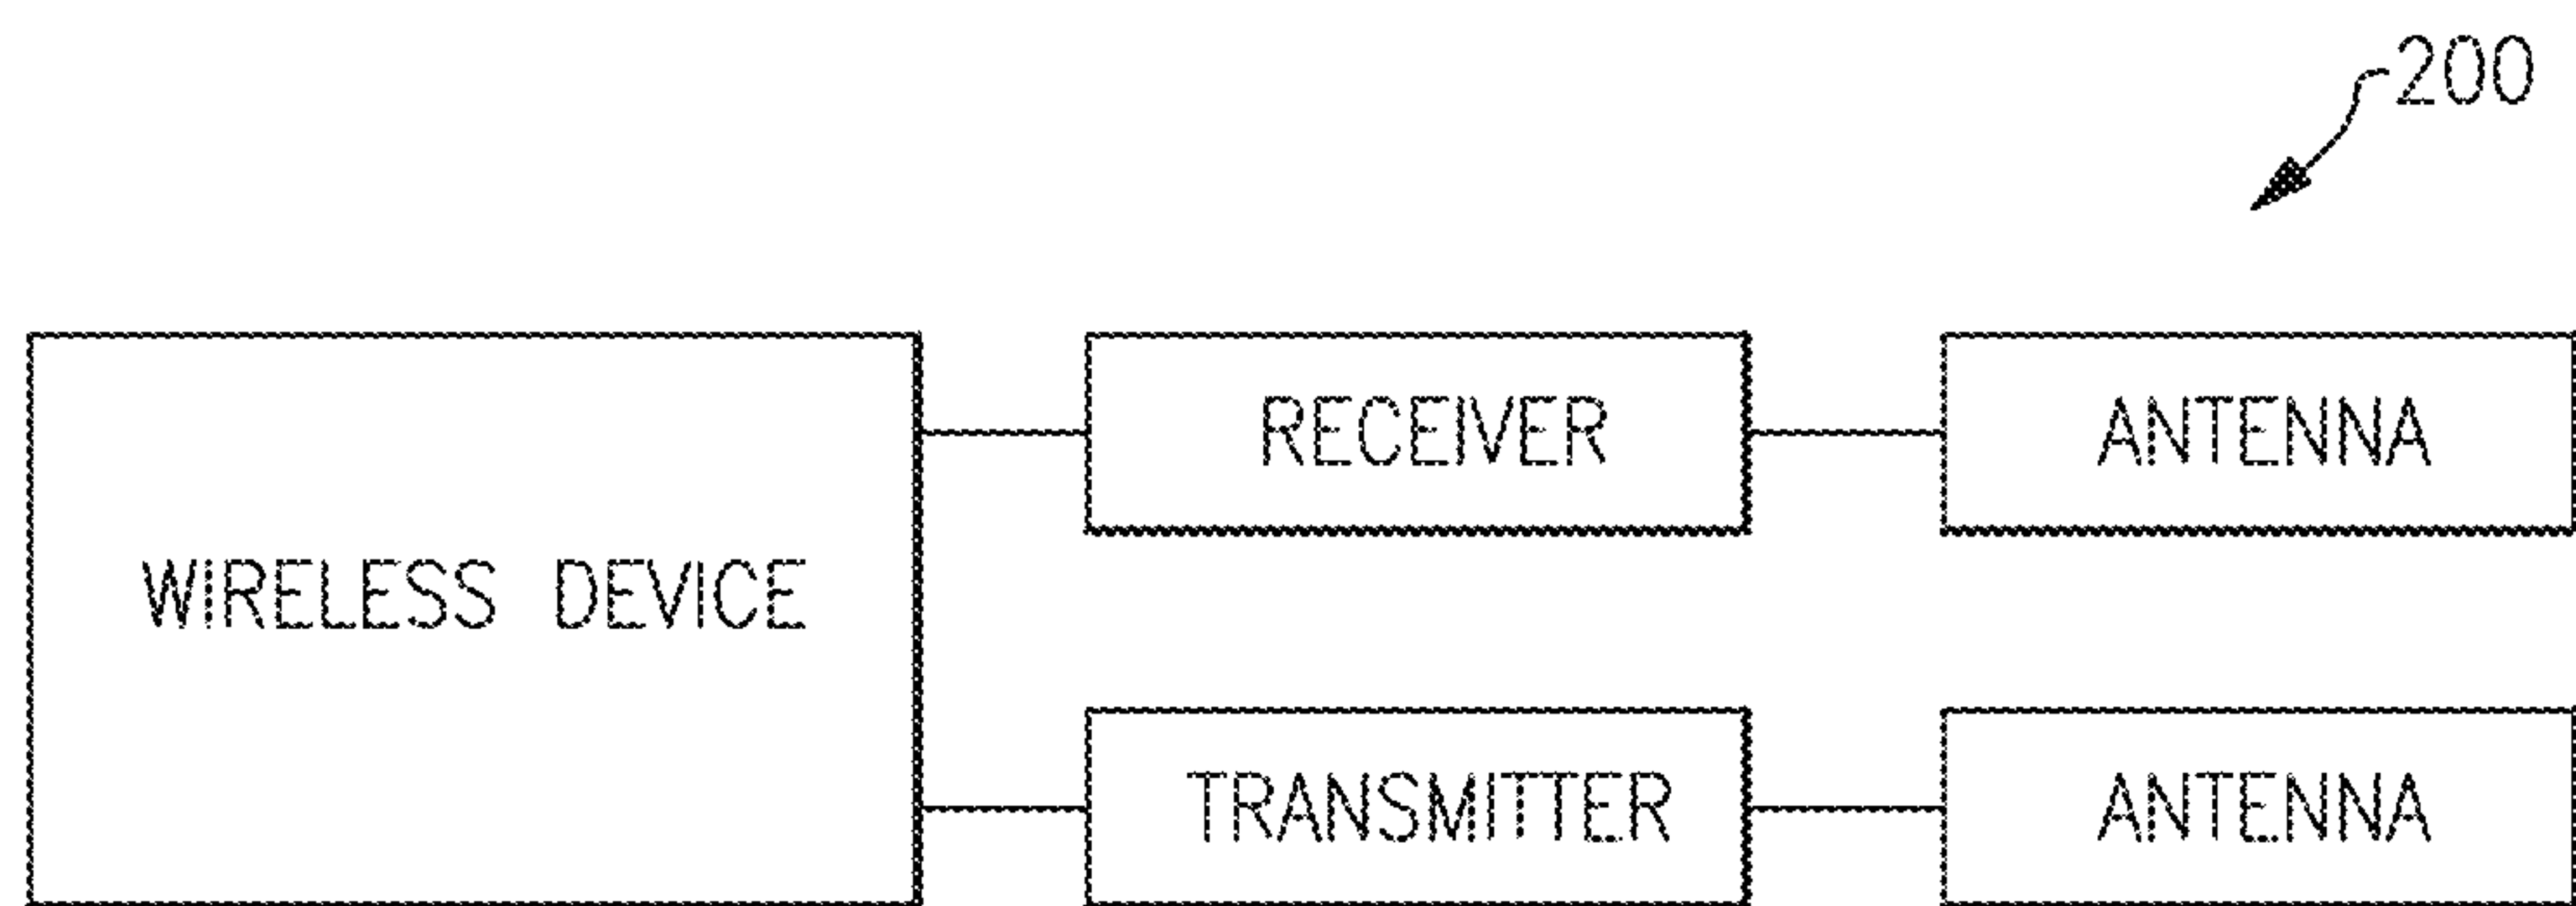 200
RECEIVER
ANTENNA
WIRELESS DEVICE
TRANSMITTER
ANTENNA